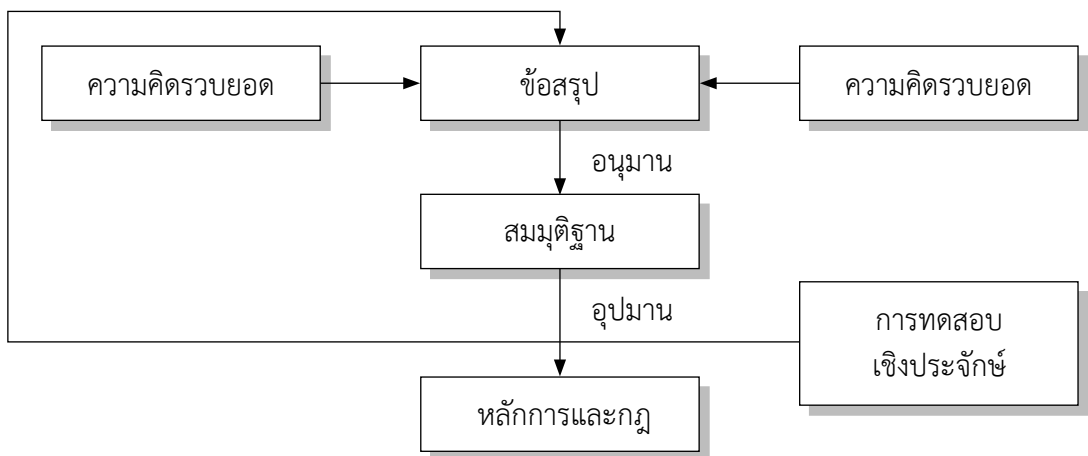 ความคิดรวบยอด
ข้อสรุป
ความคิดรวบยอด
อนุมาน
สมมุติฐาน
อุปมาน
การทดสอบ
เชิงประจักษ์
หลักการและกฎ